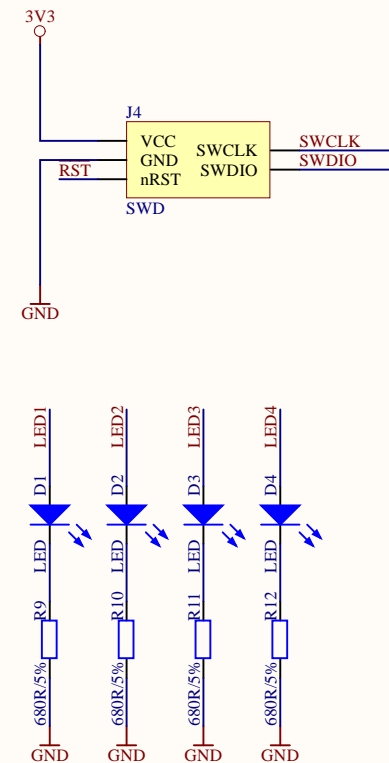 3V3
J4
VCC
GND
nRST
SWCLK
SWDIO
SWCLK
SWDIO
RST
SWD
GND
LED1 LED2 LED3 LED4
D1 D2 D3 D4
LED LED LED LED
R9 R10 R11 R12
680R/5% 680R/5% 680R/5% 680R/5%
GND GND GND GND